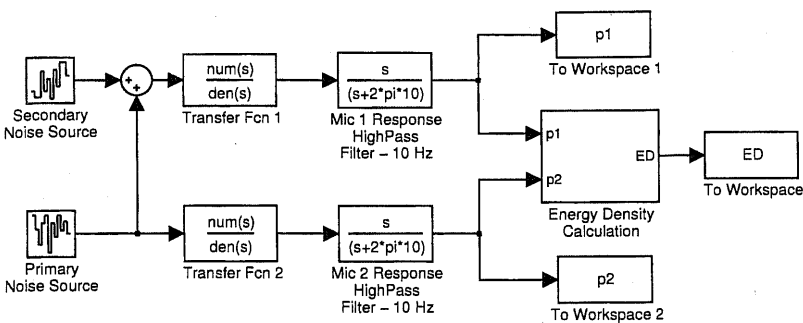 p1
To Workspace 1
+
+
num(s)
den(s)
s
(s+2*pi*10)
Secondary
Noise Source
Transfer Fcn 1
Mic 1 Response
HighPass
Filter – 10 Hz
p1
p2
ED
ED
To Workspace
Energy Density
Calculation
num(s)
den(s)
s
(s+2*pi*10)
Primary
Noise Source
Transfer Fcn 2
Mic 2 Response
HighPass
Filter – 10 Hz
p2
To Workspace 2